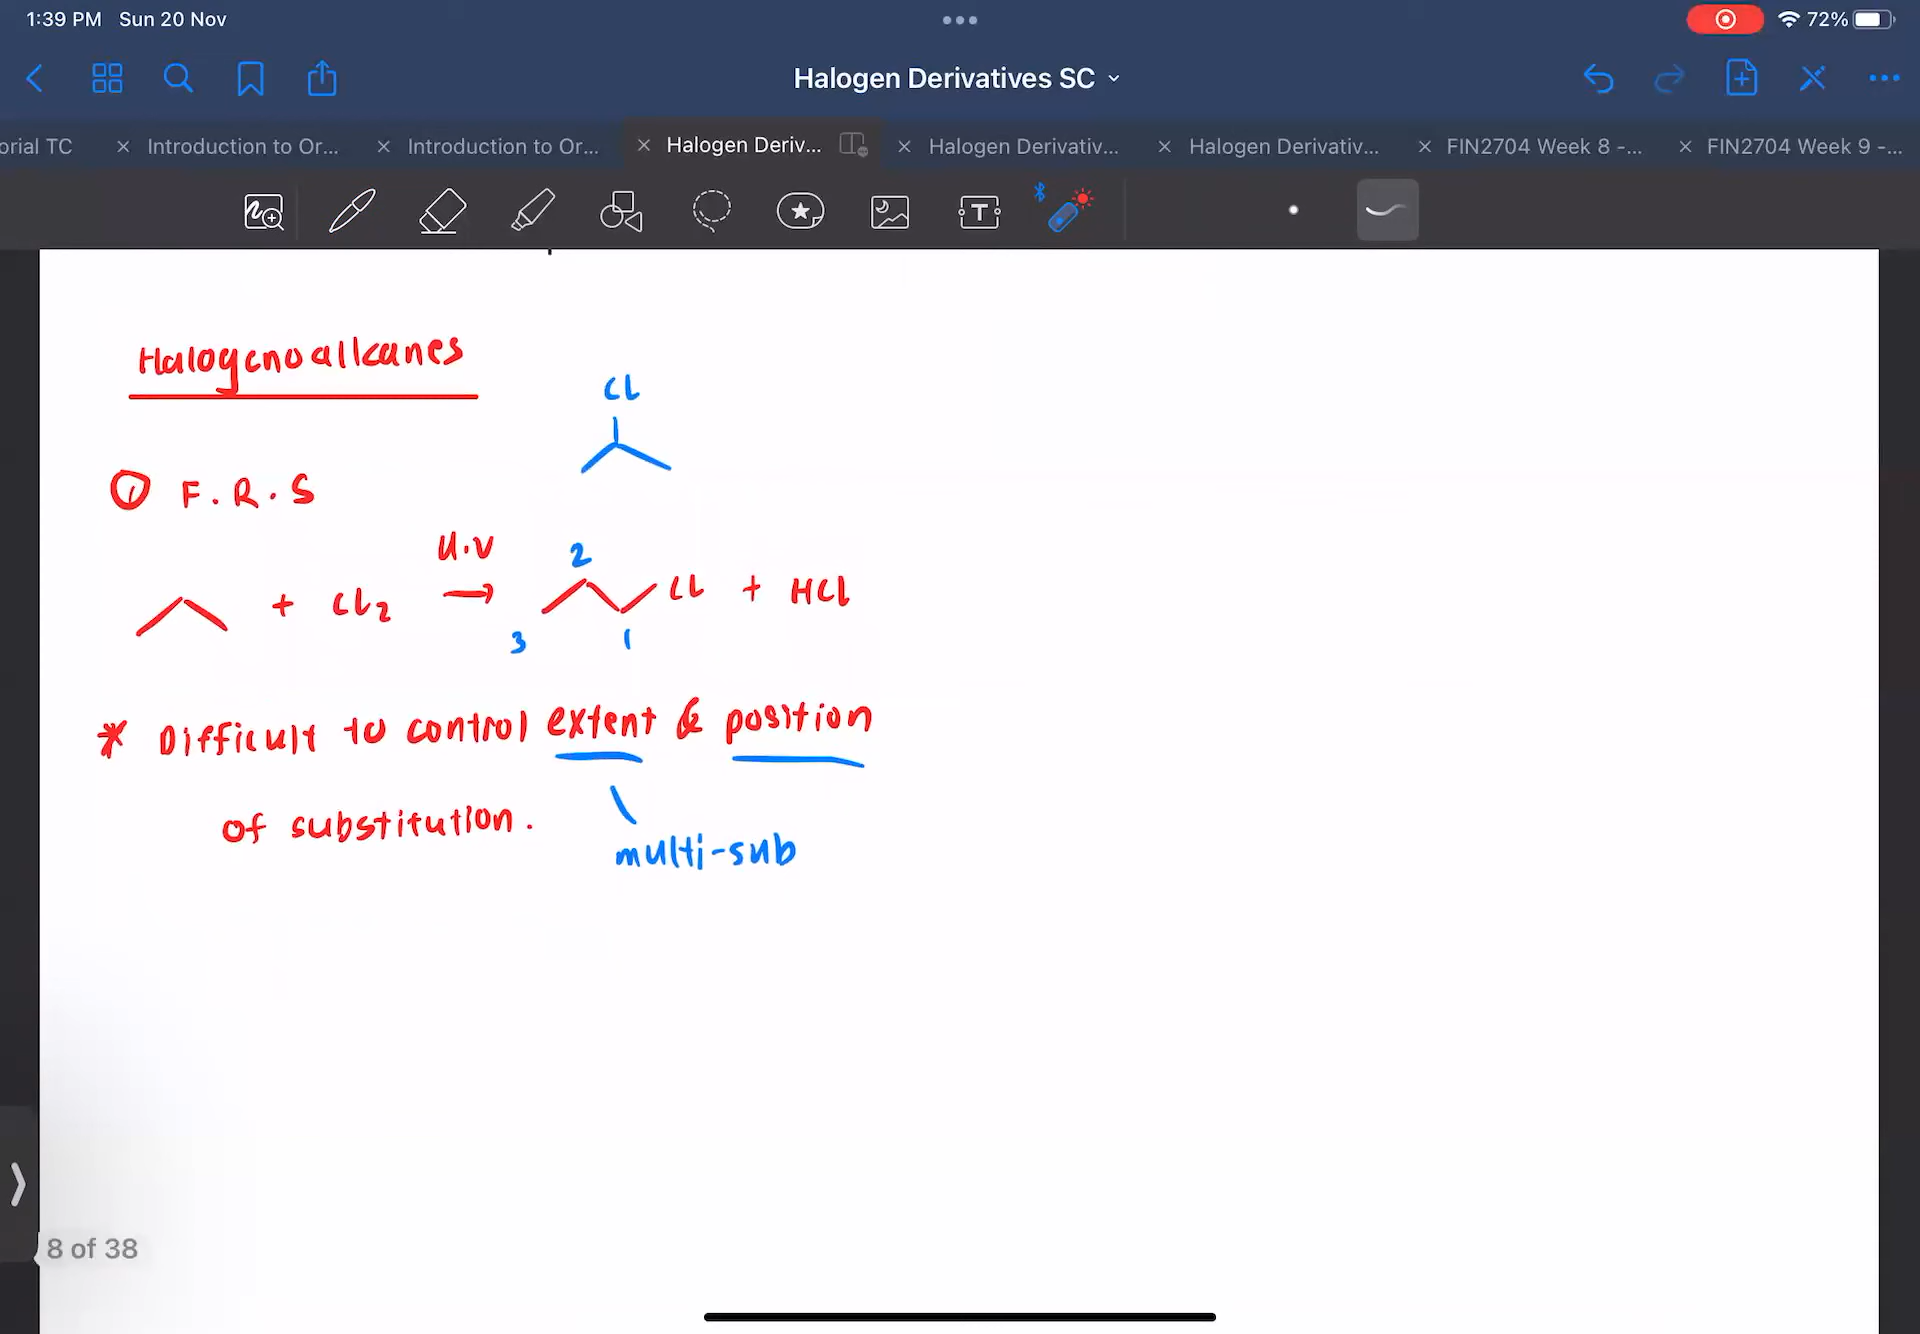 1:39 PM Sun 20 Nov
72%
Halogen Derivatives SC
orial TC
Introduction to Or...
Introduction to Or...
Halogen Deriv...
Halogen Derivativ...
Halogen Derivativ...
FIN2704 Week 8 -...
FIN2704 Week 9 -...
Halogenoalkanes
Cl
① F.R.S
U.V
2
+ Cl₂ → Cl + HCl
3 1
* Difficult to control extent & position
of substitution.
multi-sub
8 of 38